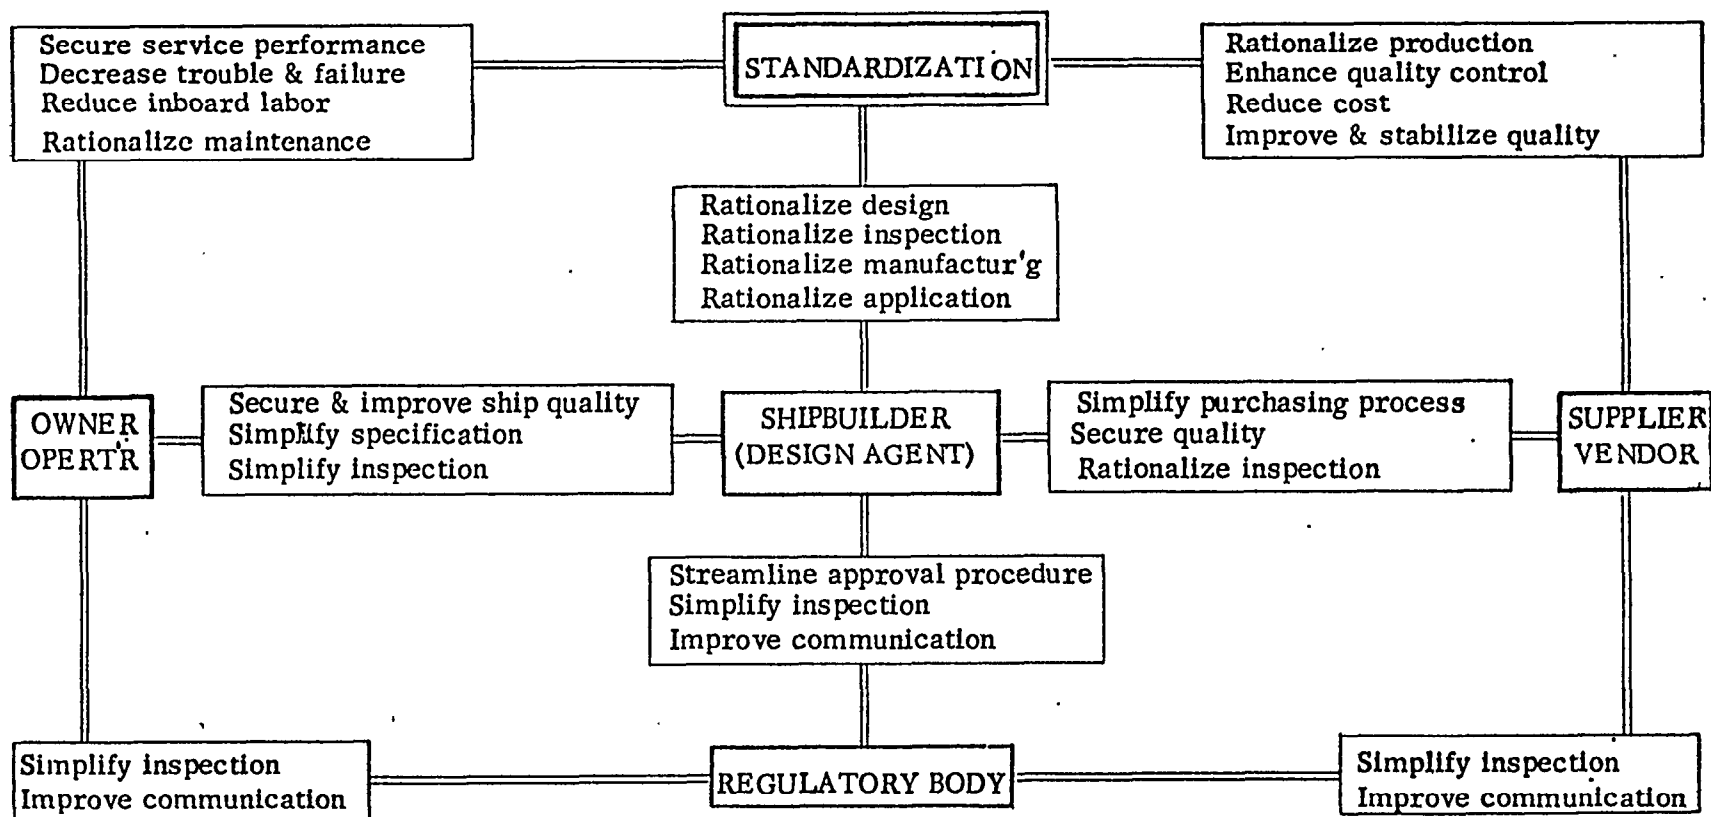 Secure service performance
Decrease trouble & failure
Reduce inboard labor
Rationalize maintenance
STANDARDIZATION
Rationalize production
Enhance quality control
Reduce cost
Improve & stabilize quality
Rationalize design
Rationalize inspection
Rationalize manufactur'g
Rationalize application
OWNER
OPERT'R
Secure & improve ship quality
Simplify specification
Simplify inspection
SHIPBUILDER
(DESIGN AGENT)
Simplify purchasing process
Secure quality
Rationalize inspection
SUPPLIER
VENDOR
Streamline approval procedure
Simplify inspection
Improve communication
Simplify inspection
Improve communication
REGULATORY BODY
Simplify inspection
Improve communication